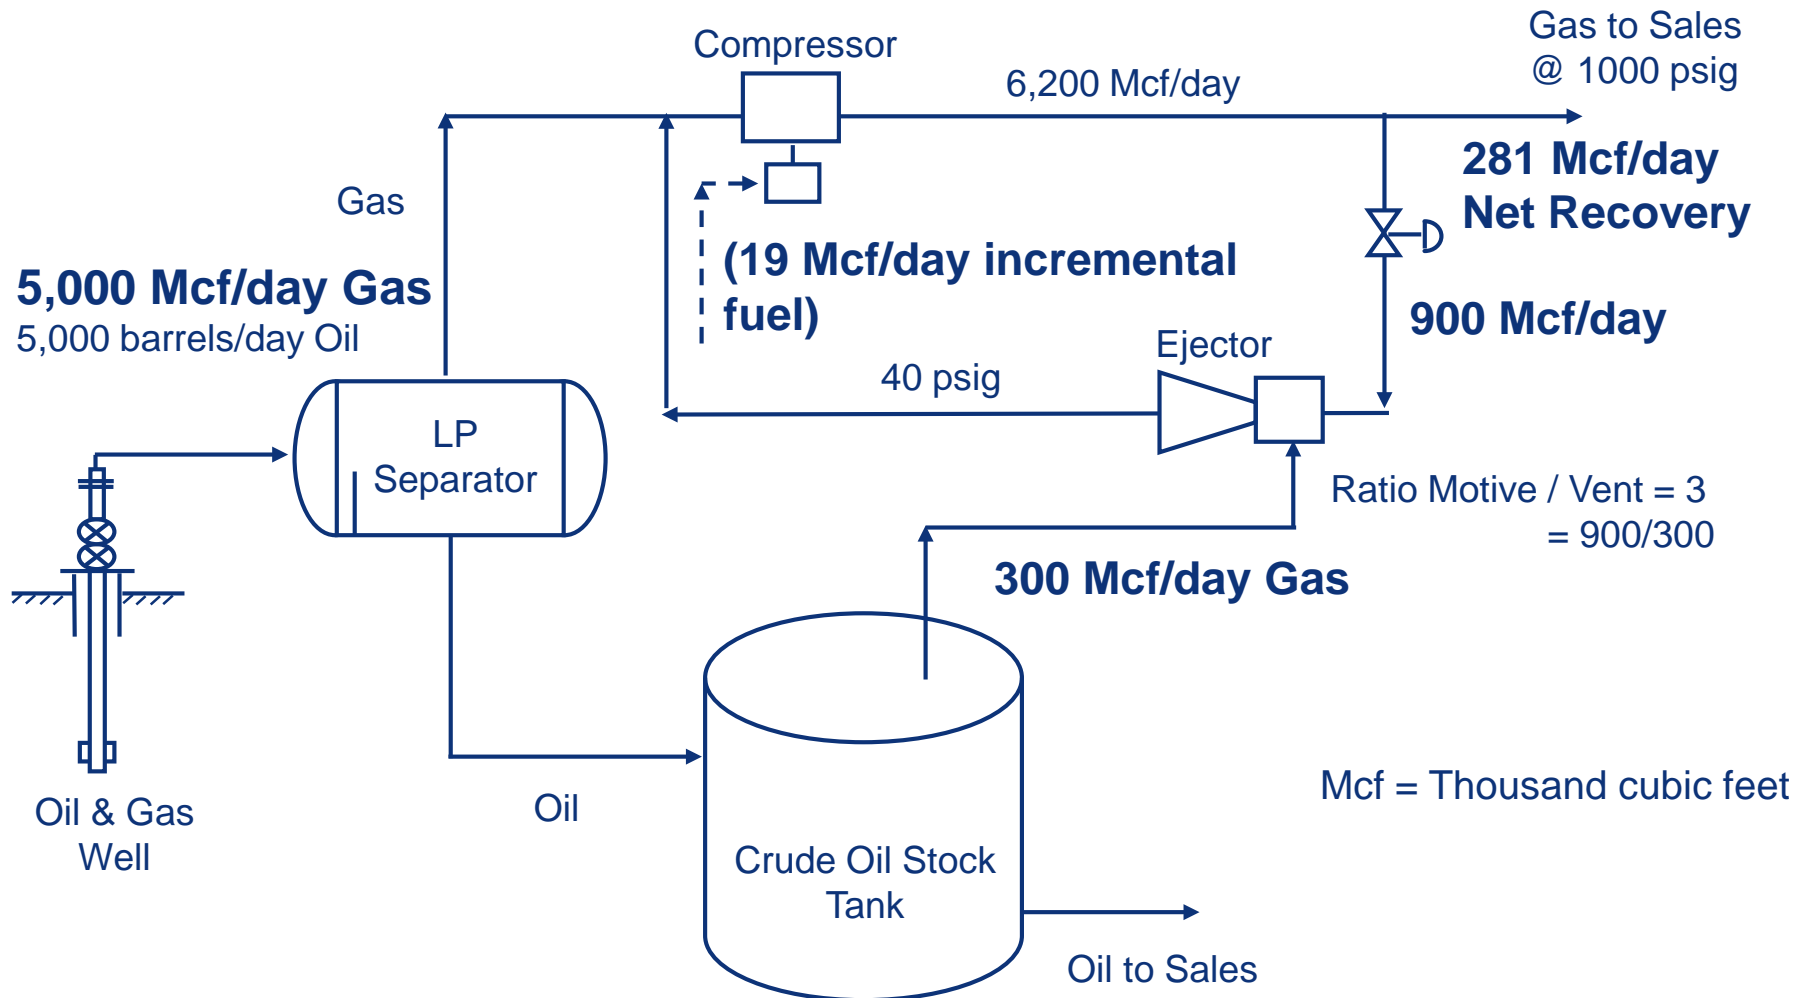 Gas to Sales
@ 1000 psig
Compressor
6,200 Mcf/day
281 Mcf/day
Net Recovery
Gas
(19 Mcf/day incremental
fuel)
5,000 Mcf/day Gas
5,000 barrels/day Oil
900 Mcf/day
Ejector
40 psig
LP
Separator
Ratio Motive / Vent = 3
= 900/300
300 Mcf/day Gas
Mcf = Thousand cubic feet
Oil & Gas
Well
Oil
Crude Oil Stock
Tank
Oil to Sales